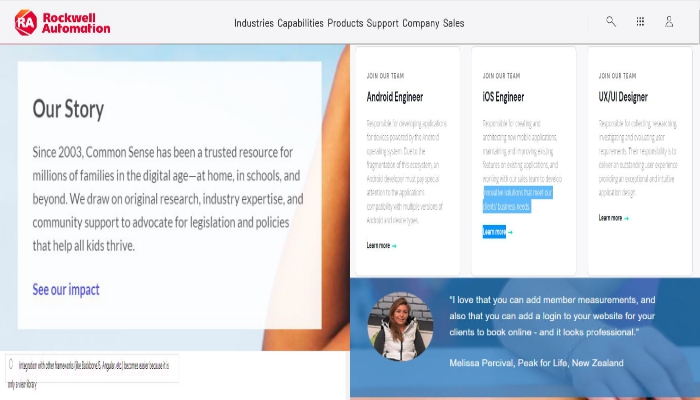 Rockwell
Automation
RA
Industries Capabilities Products Support Company Sales
Our Story
Since 2003, Common Sense has been a trusted resource for
millions of families in the digital age—at home, in schools, and
beyond. We draw on original research, industry expertise, and
community support to advocate for legislation and policies
that help all kids thrive.
See our impact
Integration with other frameworks (like Backbone/S, Angular, etc.) becomes easier because it is
only a view library
JOIN OUR TEAM
Android Engineer
Responsible for developing applications
for devices powered by the Android
operating system. Due to the
fragmentation of this ecosystem, an
Android developer must pay special
attention to the application's
compatibility with multiple versions of
Android and device types.
Learn more →
JOIN OUR TEAM
iOS Engineer
Responsible for creating and
architecting new mobile applications,
maintaining and improving existing
features on existing applications, and
working with our sales team to develop
innovative solutions that meet our
clients' business needs.
Learn more →
JOIN OUR TEAM
UX/UI Designer
Responsible for collecting, researching,
investigating and evaluating user
requirements. Their responsibility is to
deliver an outstanding user experience
providing an exceptional and intuitive
application design.
Learn more →
"I love that you can add member measurements, and
also that you can add a login to your website for your
clients to book online - and it looks professional."
Melissa Percival, Peak for Life, New Zealand